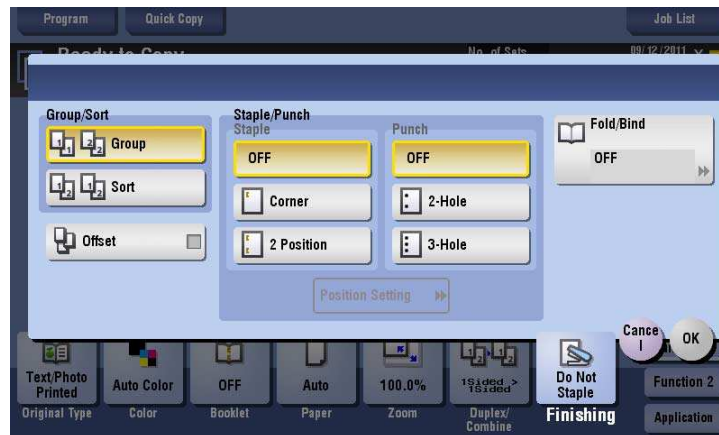 Program
Quick Copy
Job List
Ready to Copy
No. of Sets
09/12/2011
Group/Sort
Group
Sort
Offset
Staple/Punch
Staple
OFF
Corner
2 Position
Punch
OFF
2-Hole
3-Hole
Position Setting
Fold/Bind
OFF
Cance
l
OK
Text/Photo
Printed
Original Type
Auto Color
Color
OFF
Booklet
Auto
Paper
100.0%
Zoom
1Sided >
1Sided
Duplex/
Combine
Do Not
Staple
Finishing
Function 2
Application